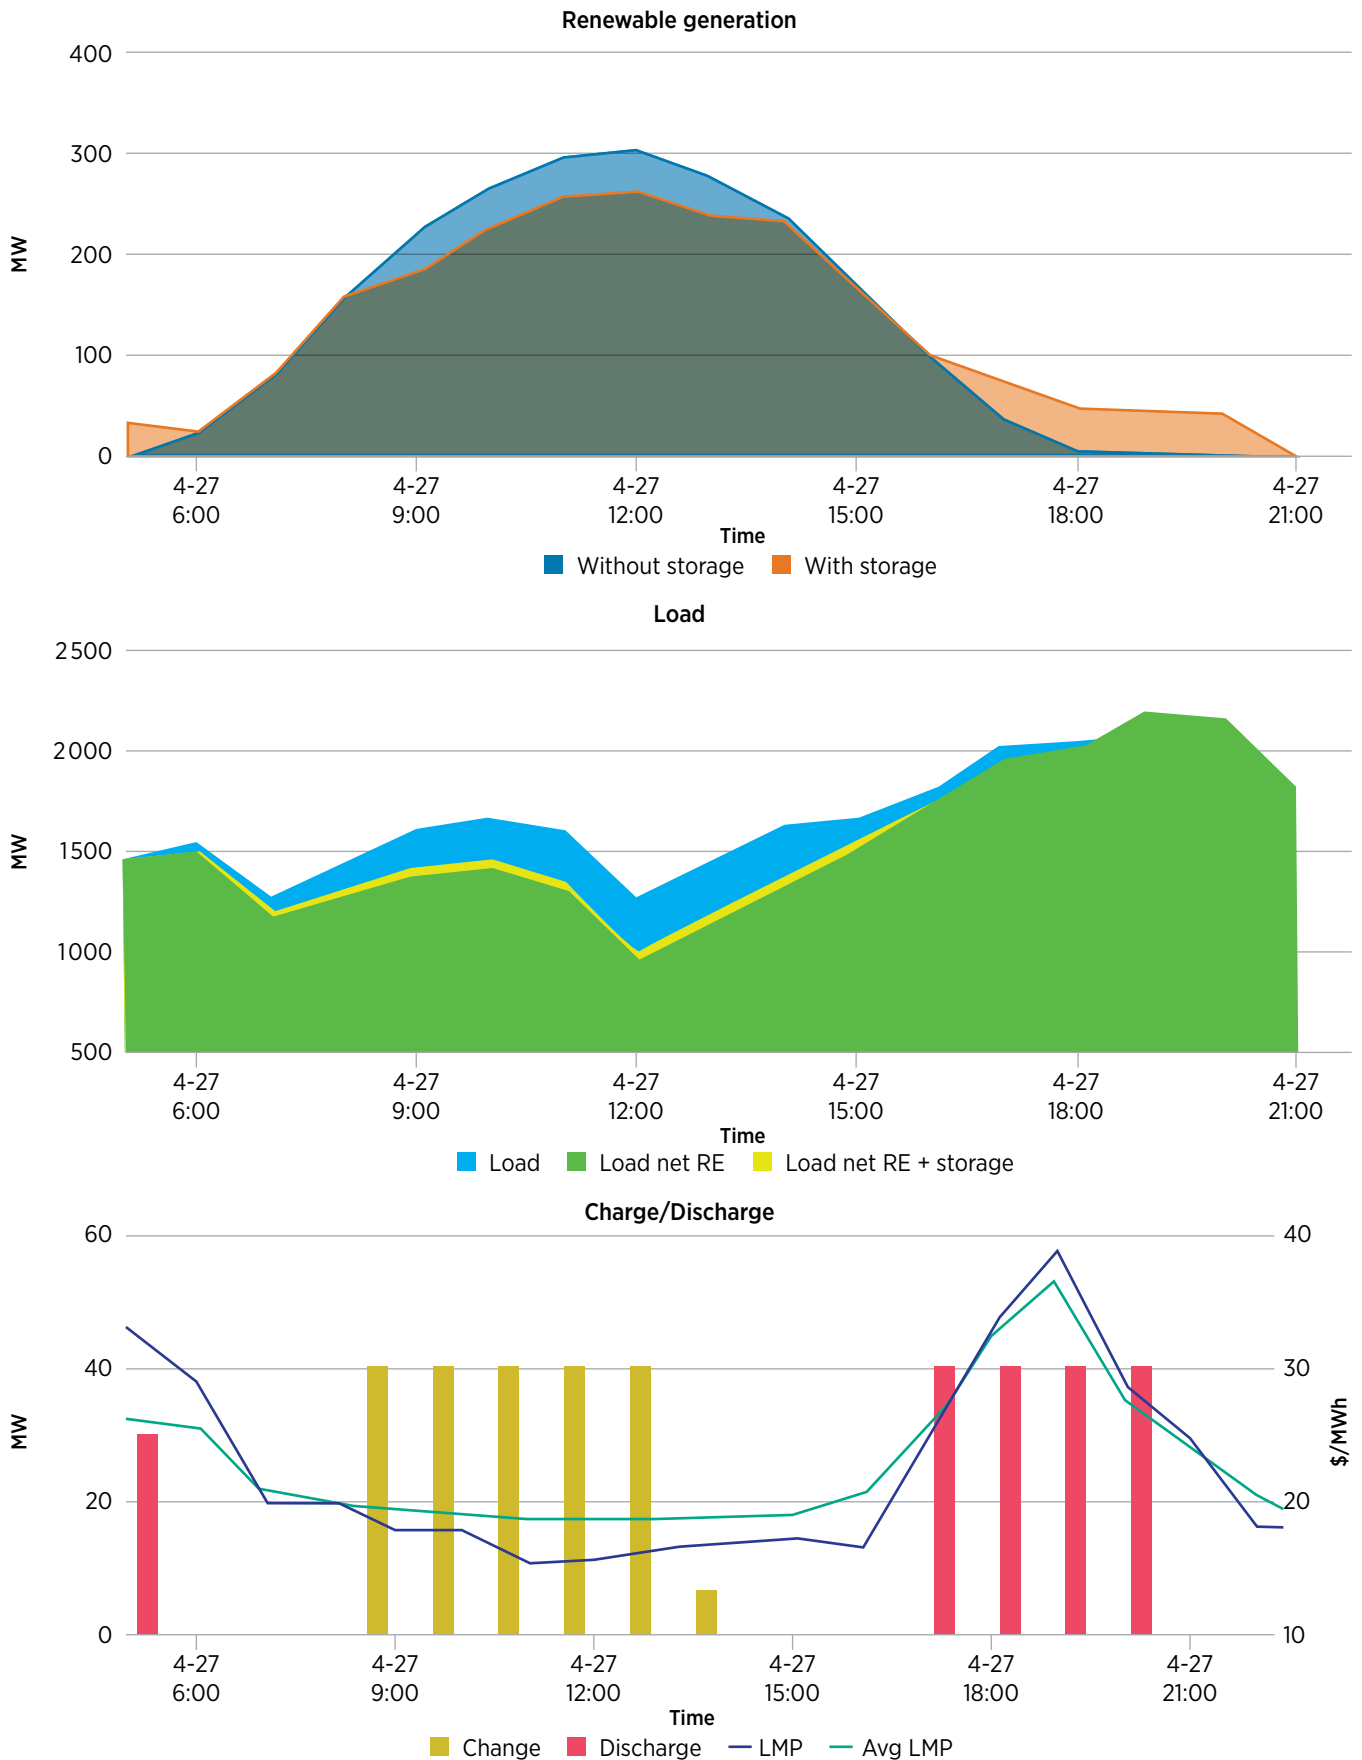 Renewable generation
400
300
200
100
0
MW
4-27 4-27 4-27 4-27 4-27 4-27
6:00 9:00 12:00 15:00 18:00 21:00
Time
Without storage With storage
Load
2500
2000
1500
1000
500
MW
4-27 4-27 4-27 4-27 4-27 4-27
6:00 9:00 12:00 15:00 18:00 21:00
Time
Load Load net RE Load net RE + storage
Charge/Discharge
60 40
40 30
20 20
0 10
MW
$/MWh
4-27 4-27 4-27 4-27 4-27 4-27
6:00 9:00 12:00 15:00 18:00 21:00
Time
Change Discharge LMP Avg LMP